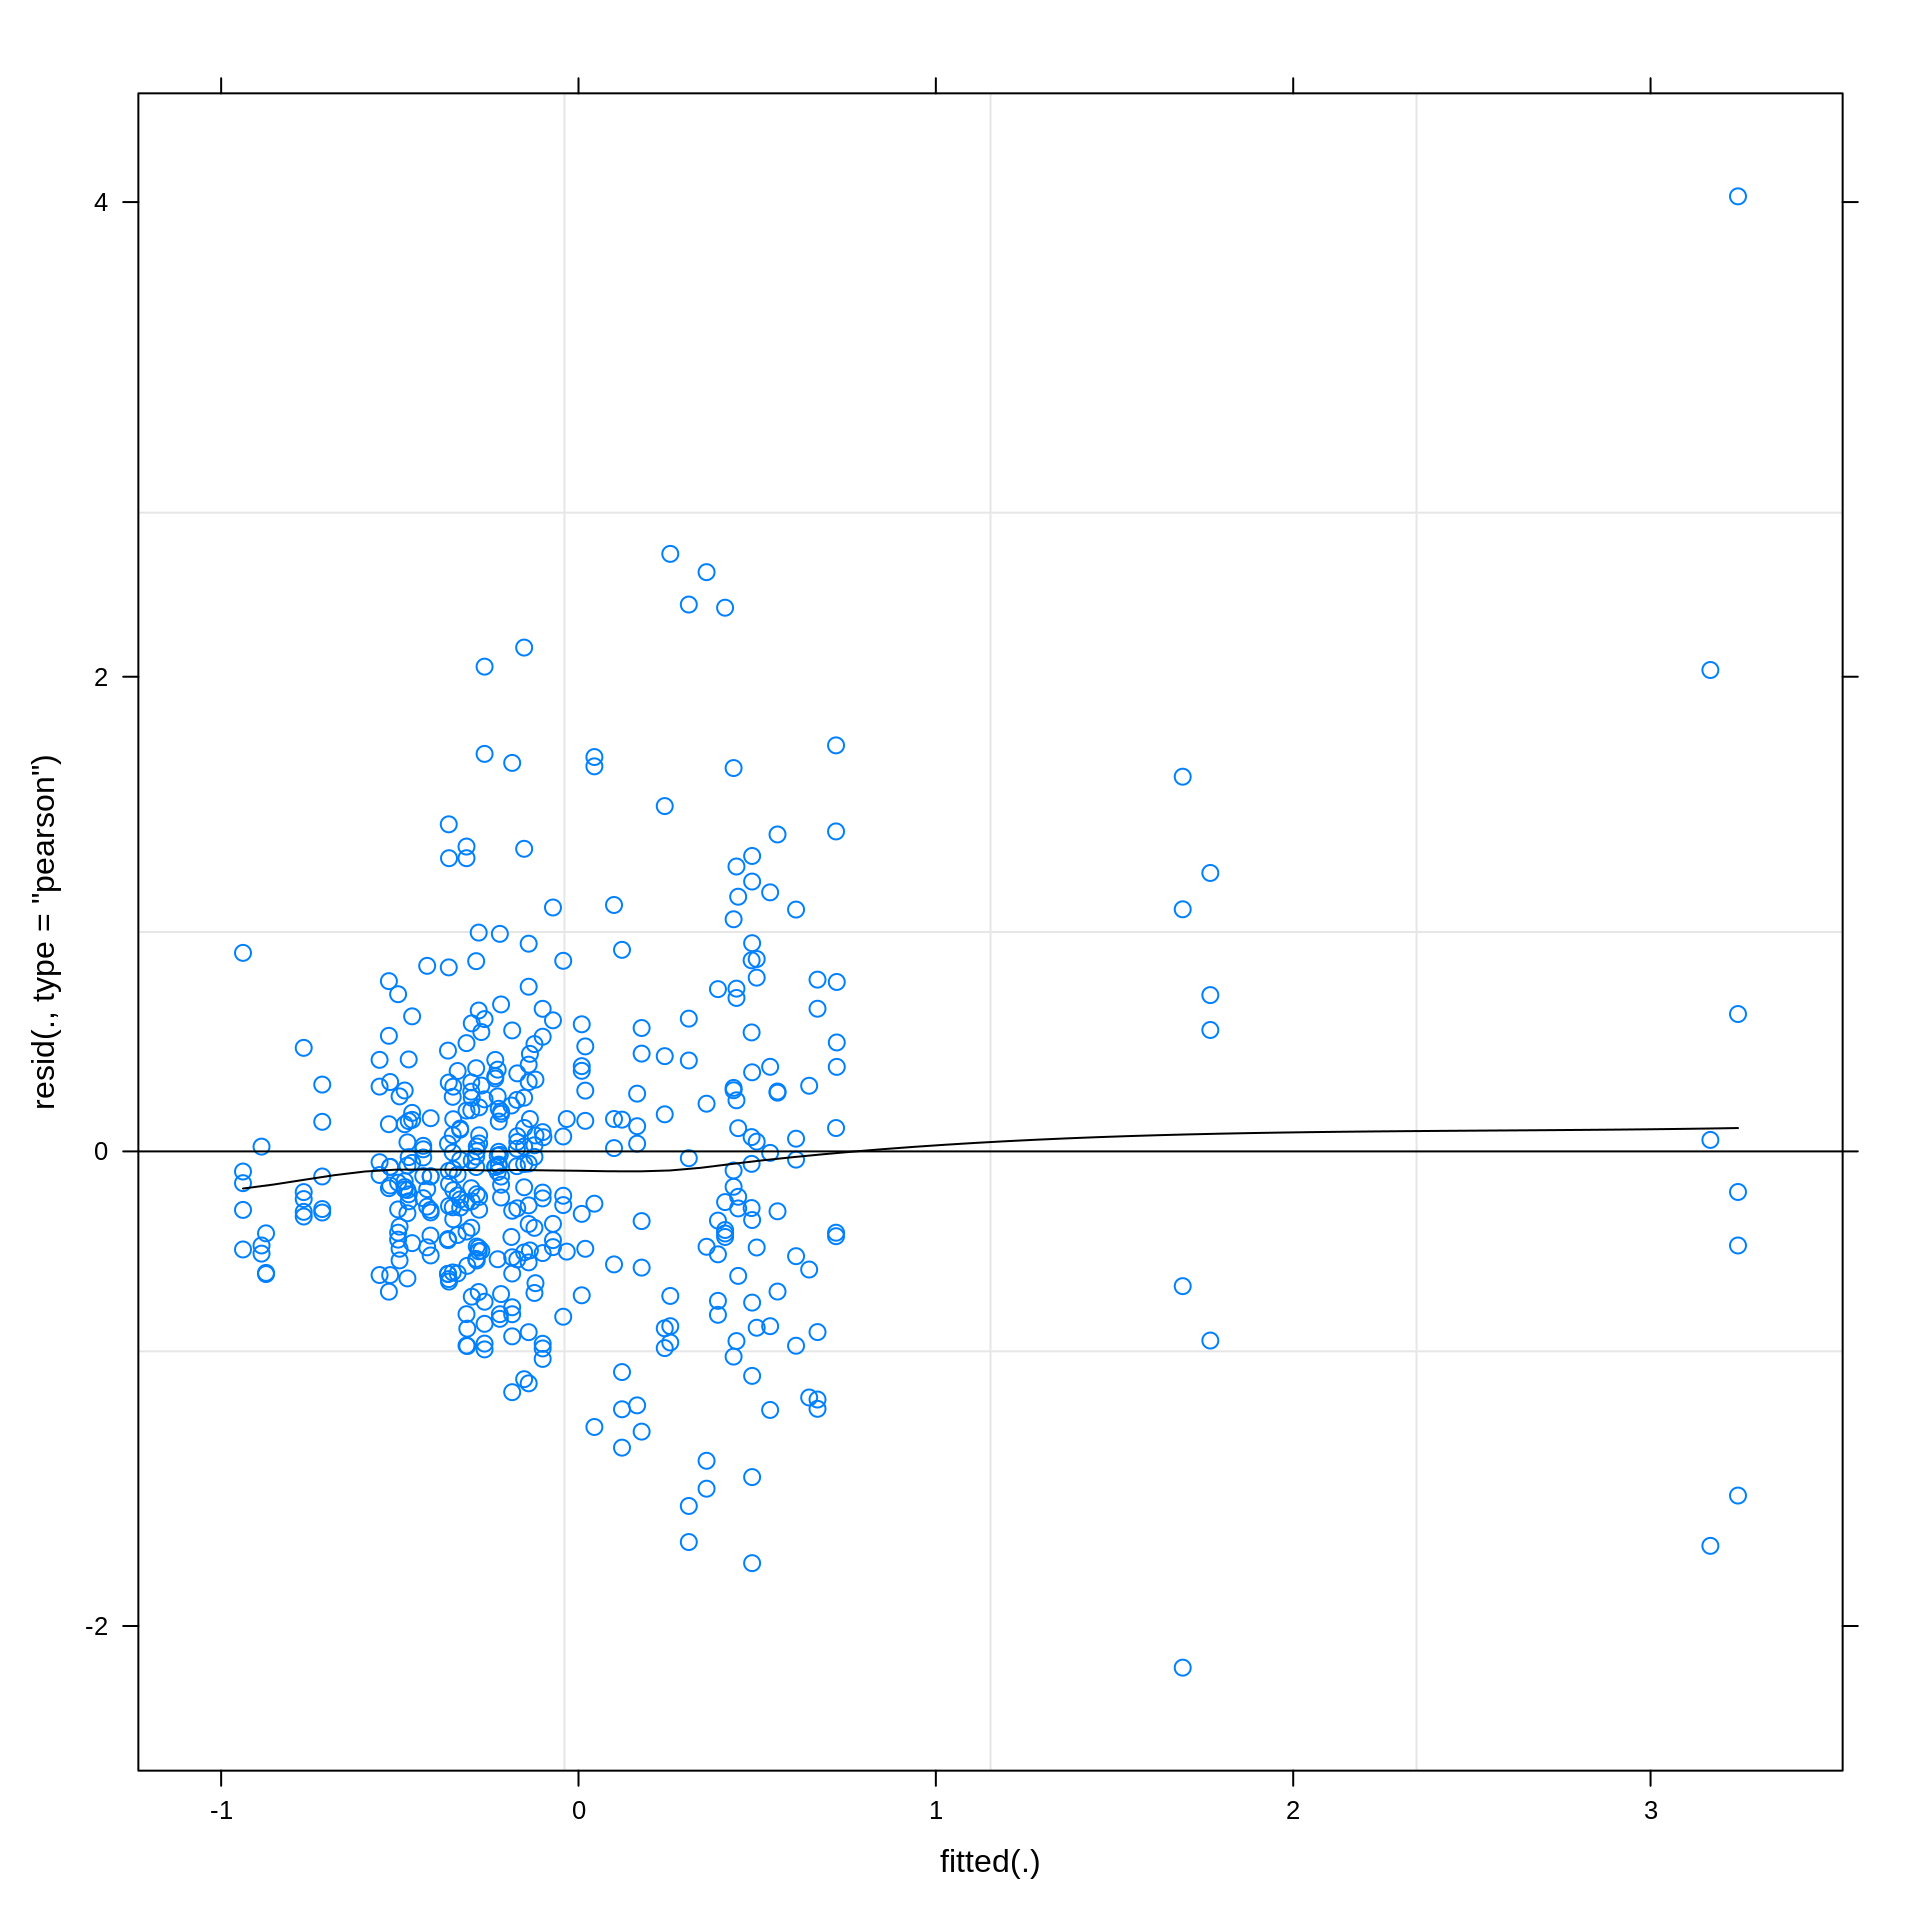 4
2
0
-2
resid(., type = "pearson")
-1 0 1 2 3
fitted(.)